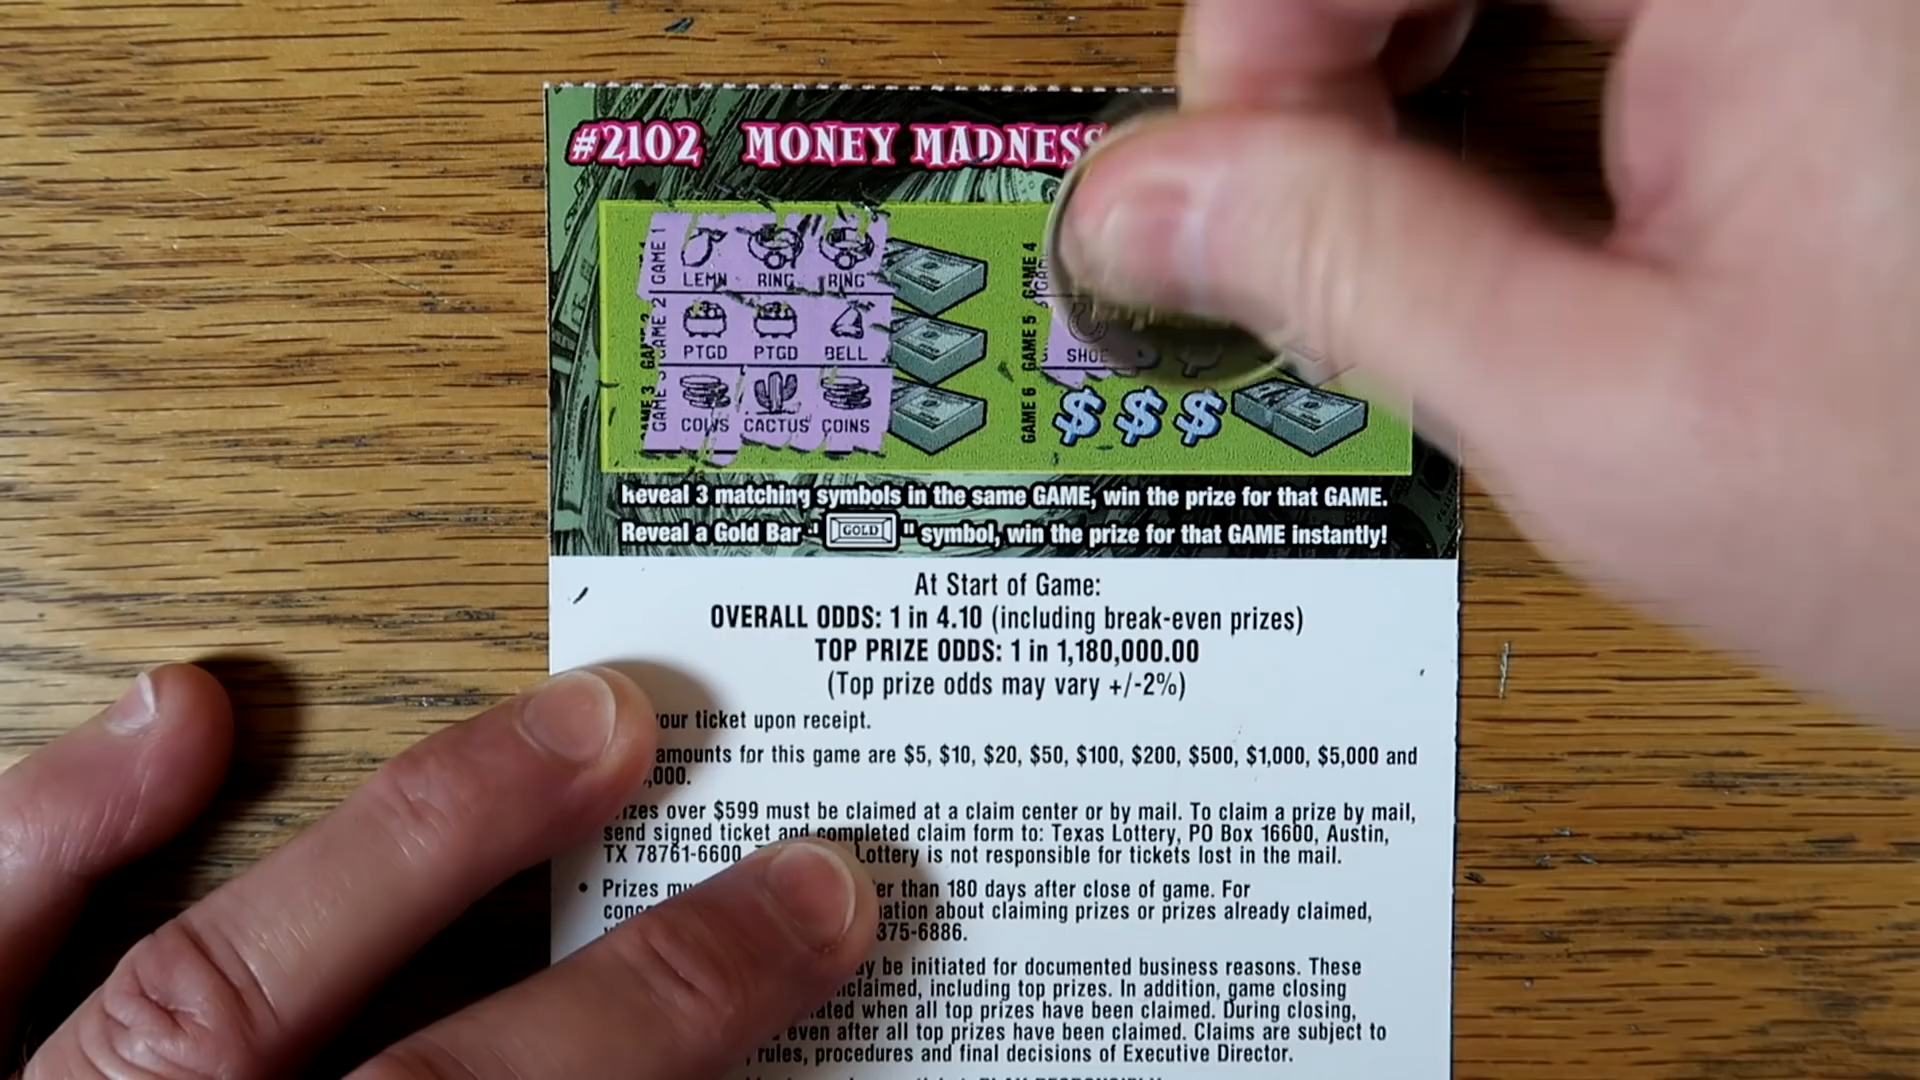 #2102 MONEY MADNESS
GAME 1 LEMN RING RING
GAME 2 PTGD PTGD BELL
GAME 3 COINS CACTUS COINS
GAME 4
GAME 5 SHOE
GAME 6 $ $ $
Reveal 3 matching symbols in the same GAME, win the prize for that GAME.
Reveal a Gold Bar " GOLD " symbol, win the prize for that GAME instantly!
At Start of Game:
OVERALL ODDS: 1 in 4.10 (including break-even prizes)
TOP PRIZE ODDS: 1 in 1,180,000.00
(Top prize odds may vary +/-2%)
your ticket upon receipt.
amounts for this game are $5, $10, $20, $50, $100, $200, $500, $1,000, $5,000 and
,000.
over $599 must be claimed at a claim center or by mail. To claim a prize by mail,
send signed ticket and completed claim form to: Texas Lottery, PO Box 16600, Austin,
TX 78761-6600. Lottery is not responsible for tickets lost in the mail.
• Prizes than 180 days after close of game. For
about claiming prizes or prizes already claimed,
375-6886.
be initiated for documented business reasons. These
including top prizes. In addition, game closing
when all top prizes have been claimed. During closing,
even after all top prizes have been claimed. Claims are subject to
rules, procedures and final decisions of Executive Director.